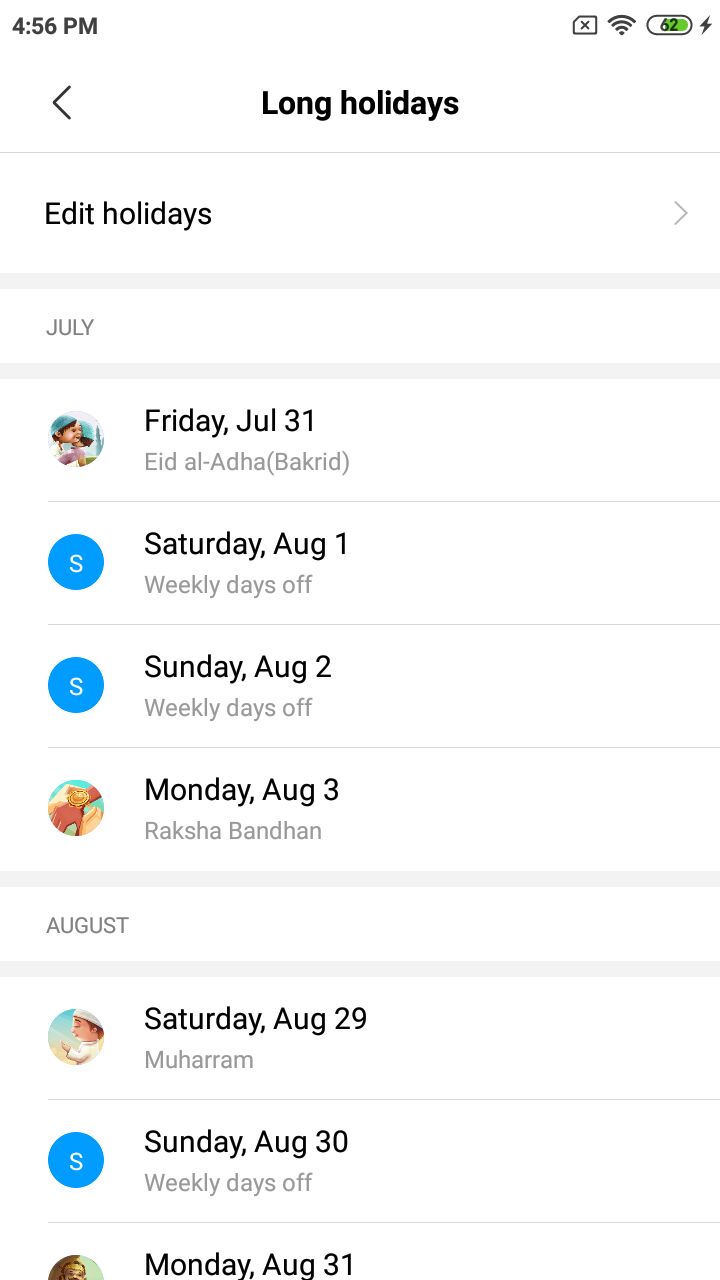 4:56 PM
62
Long holidays
Edit holidays
JULY
Friday, Jul 31
Eid al-Adha(Bakrid)
S
Saturday, Aug 1
Weekly days off
S
Sunday, Aug 2
Weekly days off
Monday, Aug 3
Raksha Bandhan
AUGUST
Saturday, Aug 29
Muharram
S
Sunday, Aug 30
Weekly days off
Monday, Aug 31